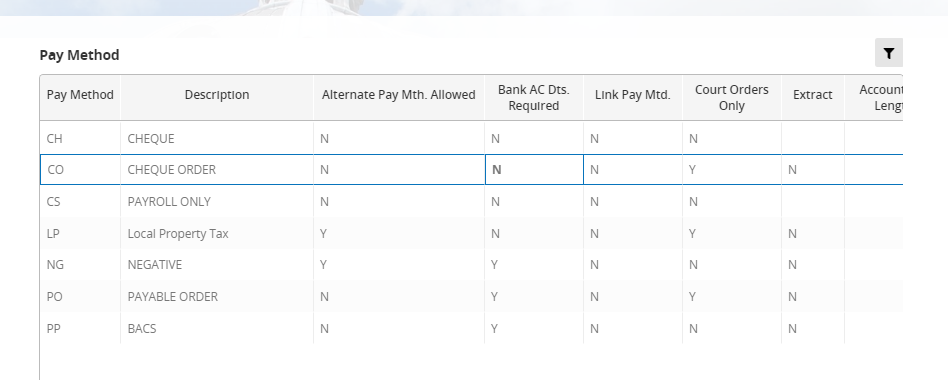 Pay Method
Pay Method Description Alternate Pay Mth. Allowed Bank AC Dts. Required Link Pay Mtd. Court Orders Only Extract Account
CH CHEQUE N N N N
CO CHEQUE ORDER N N N Y N
CS PAYROLL ONLY N N N N
LP Local Property Tax Y N N Y N
NG NEGATIVE Y Y N N N
PO PAYABLE ORDER N Y N Y N
PP BACS N Y N N N